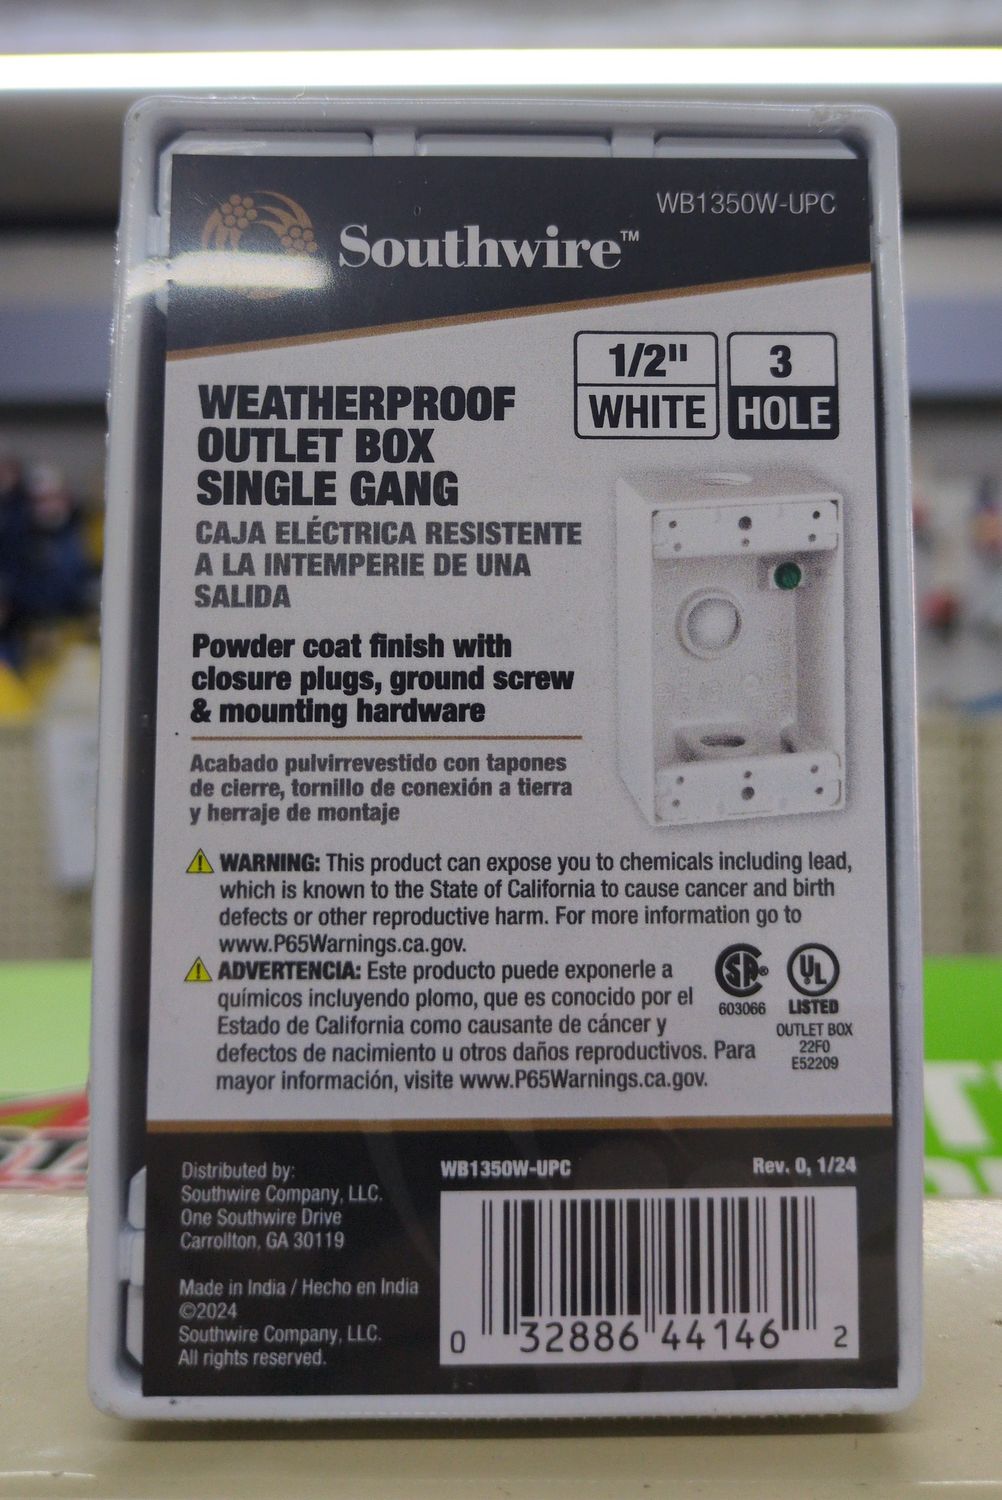 WB1350W-UPC
Southwire™
1/2"
WHITE
3
HOLE
WEATHERPROOF
OUTLET BOX
SINGLE GANG
CAJA ELÉCTRICA RESISTENTE
A LA INTEMPERIE DE UNA
SALIDA
Powder coat finish with
closure plugs, ground screw
& mounting hardware
Acabado pulvirrevestido con tapones
de cierre, tornillo de conexión a tierra
y herraje de montaje
WARNING: This product can expose you to chemicals including lead,
which is known to the State of California to cause cancer and birth
defects or other reproductive harm. For more information go to
www.P65Warnings.ca.gov.
ADVERTENCIA: Este producto puede exponerle a
químicos incluyendo plomo, que es conocido por el
Estado de California como causante de cáncer y
defectos de nacimiento u otros daños reproductivos. Para
mayor información, visite www.P65Warnings.ca.gov.
SA®
603066
UL
LISTED
OUTLET BOX
22F0
E52209
Distributed by:
Southwire Company, LLC.
One Southwire Drive
Carrollton, GA 30119
Made in India / Hecho en India
©2024
Southwire Company, LLC.
All rights reserved.
WB1350W-UPC
Rev. 0, 1/24
0 32886 44146 2